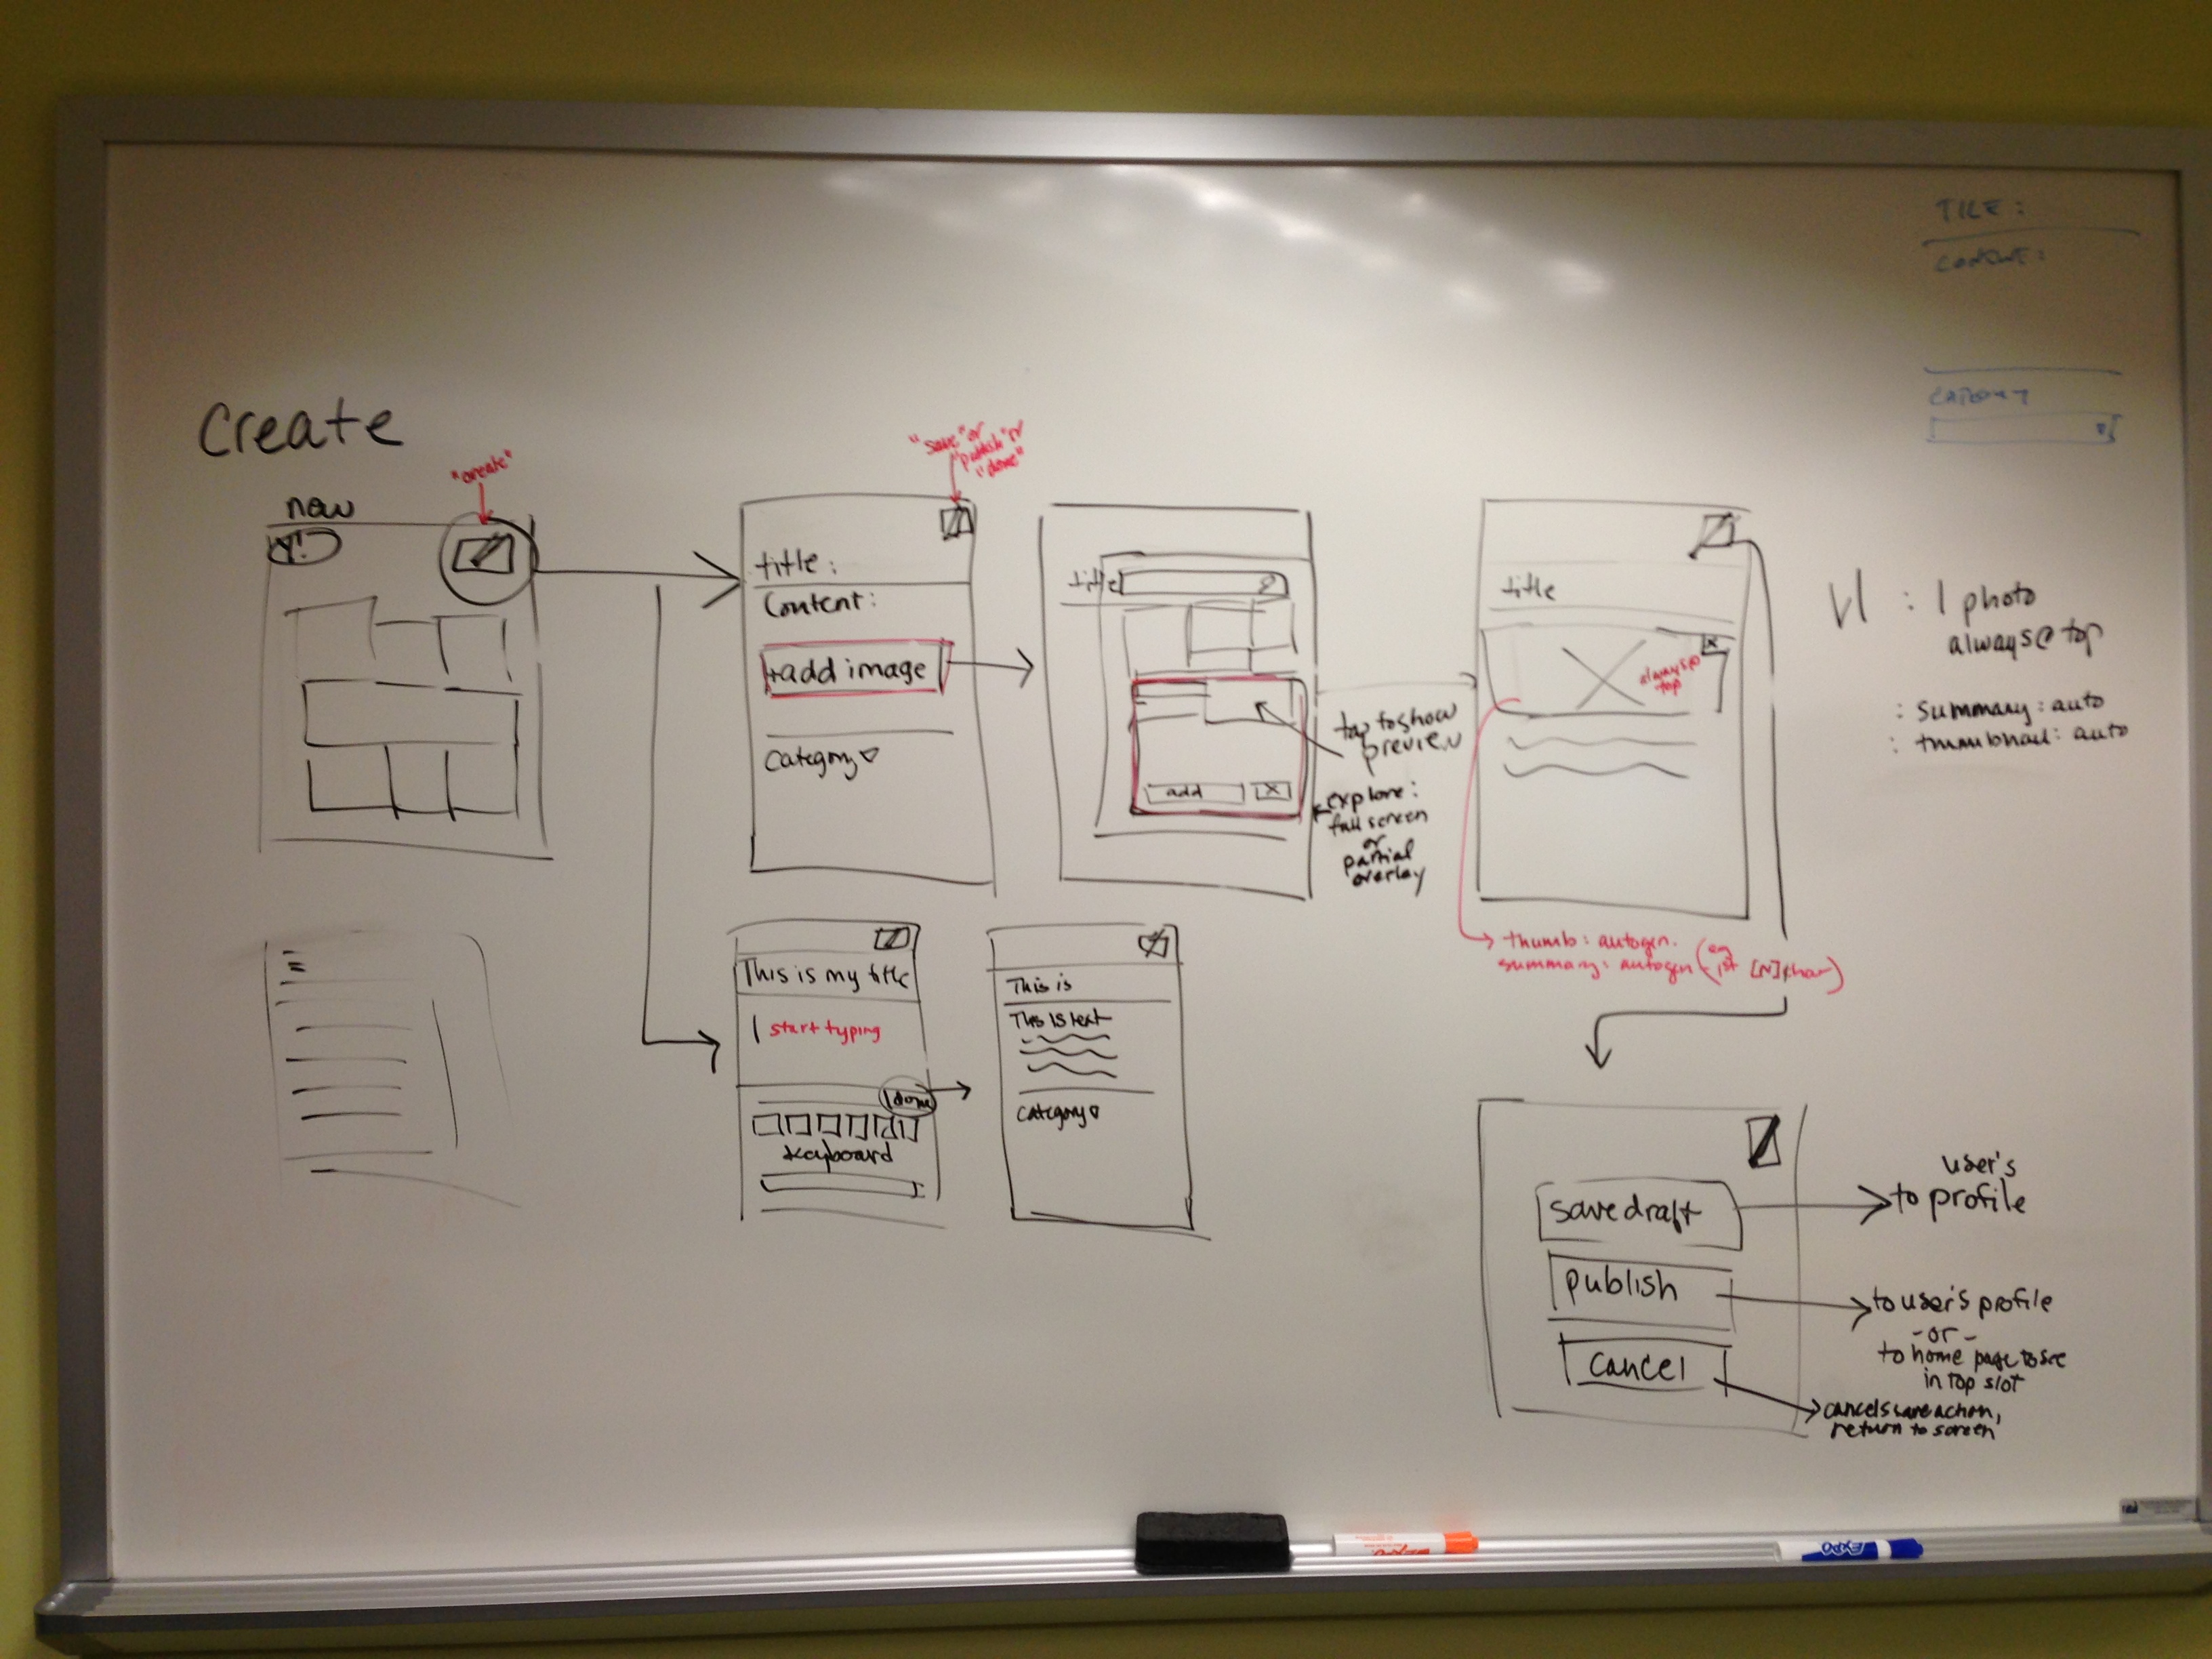 create
"create"
new
"save" or
"publish" or
"done"
title:
Content:
+add image
Category
title
add
tap to show
preview
explore:
full screen
or
partial
overlay
title
always@
top
thumb: autogen.
summary: autogen (eg
1st [N] char)
V1 : 1 photo
always@ top
: summary: auto
: thumbnail: auto
TITLE:
CONTENT:
CATEGORY
This is my title
start typing
done
keyboard
This is
This is text
category
save draft
user's
to profile
publish
to user's profile
-or-
to home page to see
in top slot
cancel
cancels save action,
return to screen
EXPO